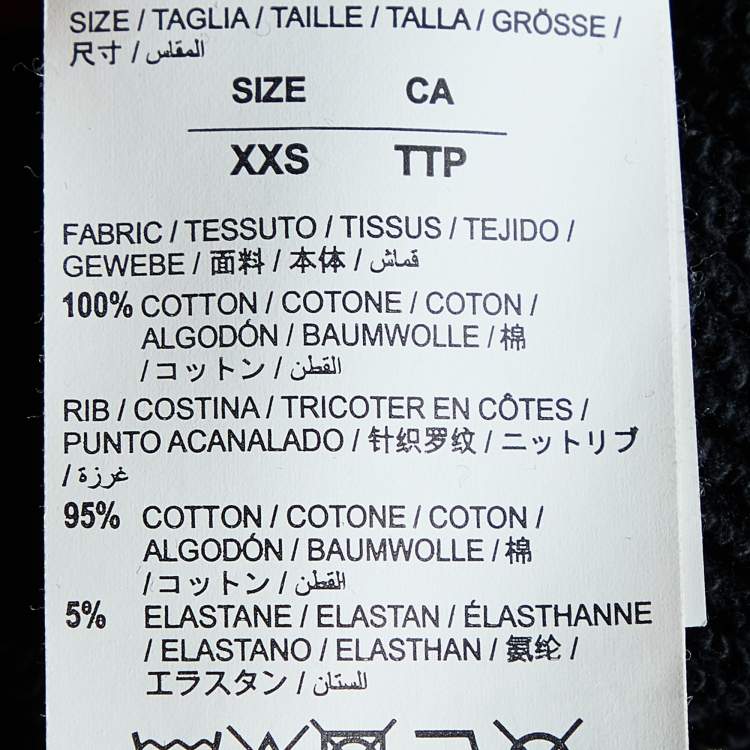 SIZE / TAGLIA / TAILLE / TALLA / GRÖSSE /
尺寸 / المقاس
SIZE CA
XXS TTP
FABRIC / TESSUTO / TISSUS / TEJIDO /
GEWEBE / 面料 / 本体 / قماش
100% COTTON / COTONE / COTON /
ALGODÓN / BAUMWOLLE / 棉
/ コットン / القطن
RIB / COSTINA / TRICOTER EN CÔTES /
PUNTO ACANALADO / 针织罗纹 / ニットリブ
/ غرزة
95% COTTON / COTONE / COTON /
ALGODÓN / BAUMWOLLE / 棉
/ コットン / القطن
5% ELASTANE / ELASTAN / ÉLASTHANNE
/ ELASTANO / ELASTHAN / 氨纶 /
エラスタン / الستان